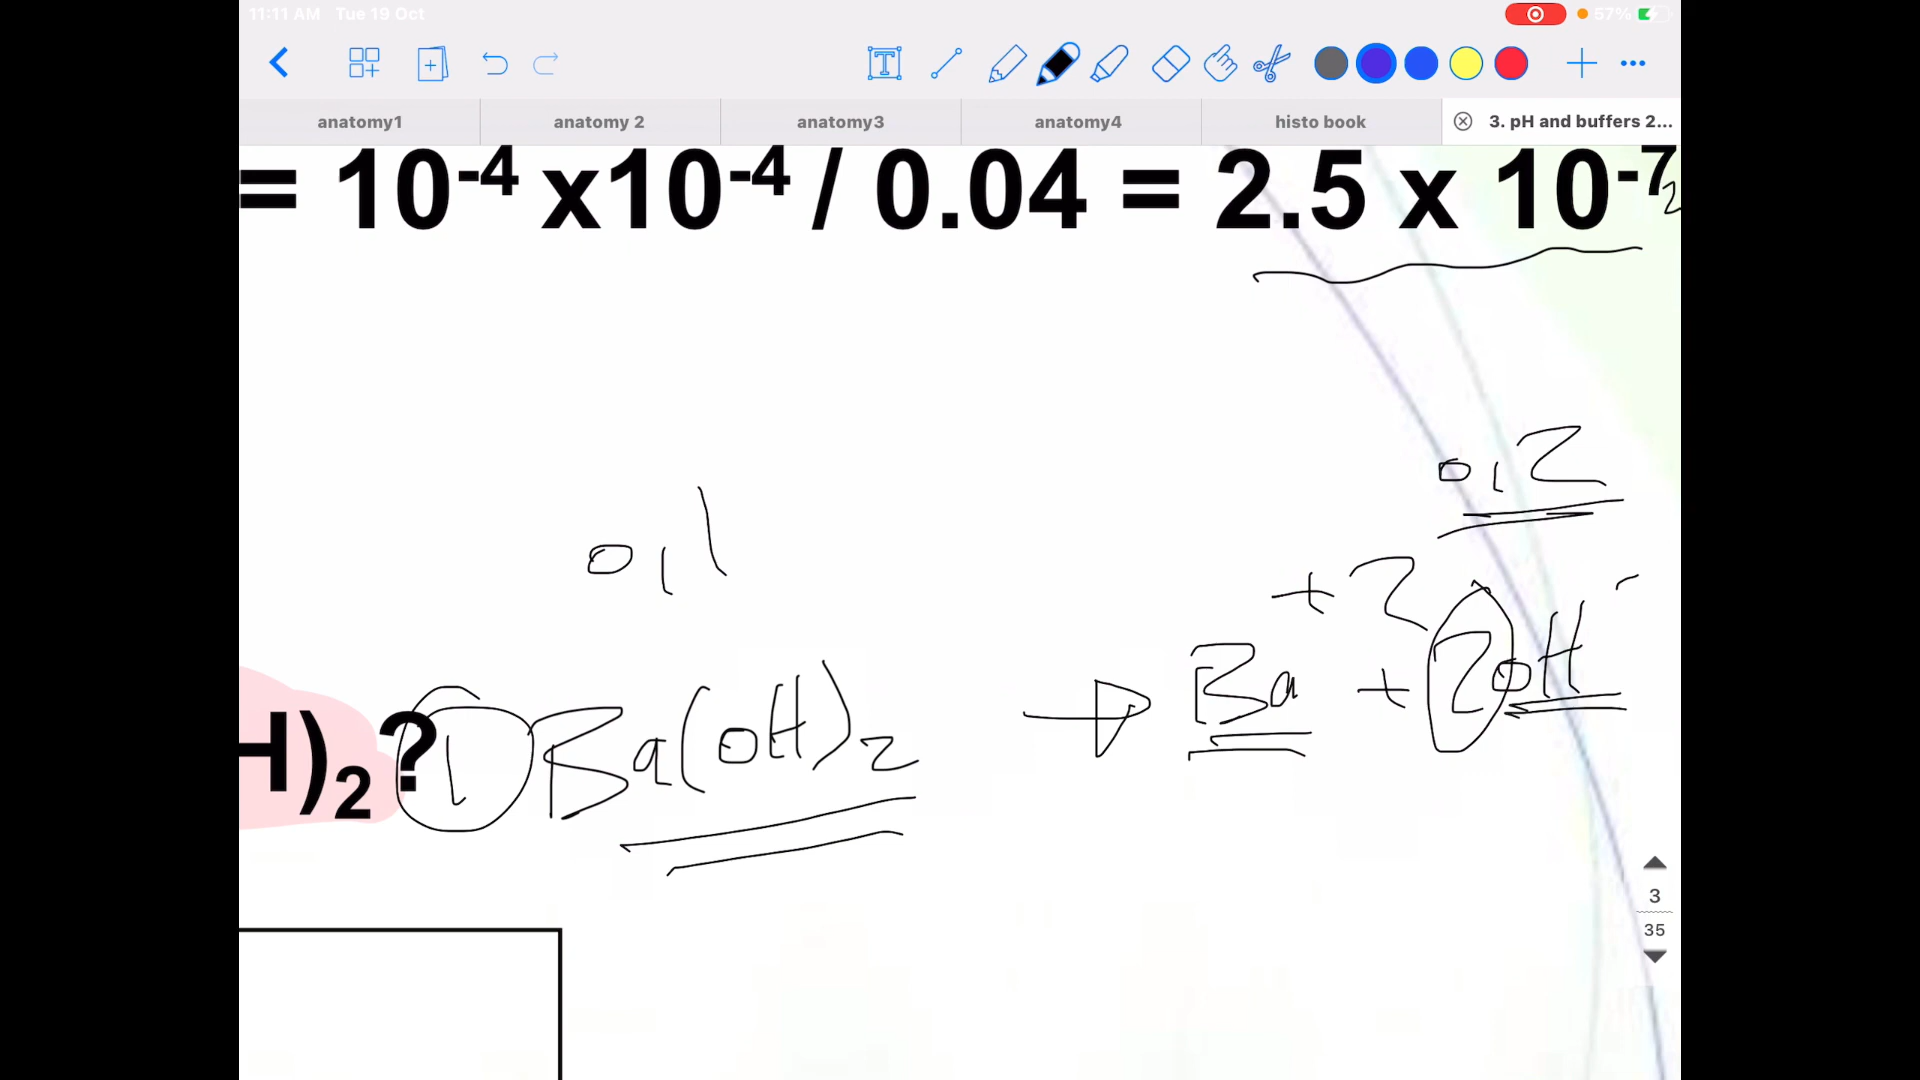 11:11 AM Tue 19 Oct
57%
T
anatomy1 anatomy 2 anatomy3 anatomy4 histo book 3. pH and buffers 2...
= 10⁻⁴ x10⁻⁴ / 0.04 = 2.5 x 10⁻⁷
2
0,2
0,1
H)₂ ? 1 Ba(OH)₂ → Ba⁺² + 2OH⁻
3
35